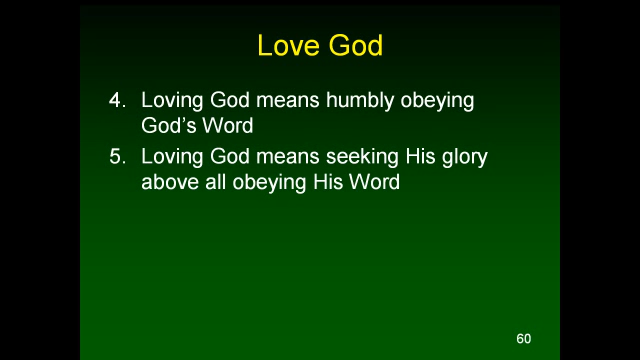 Love God
4. Loving God means humbly obeying
God's Word
5. Loving God means seeking His glory
above all obeying His Word
60